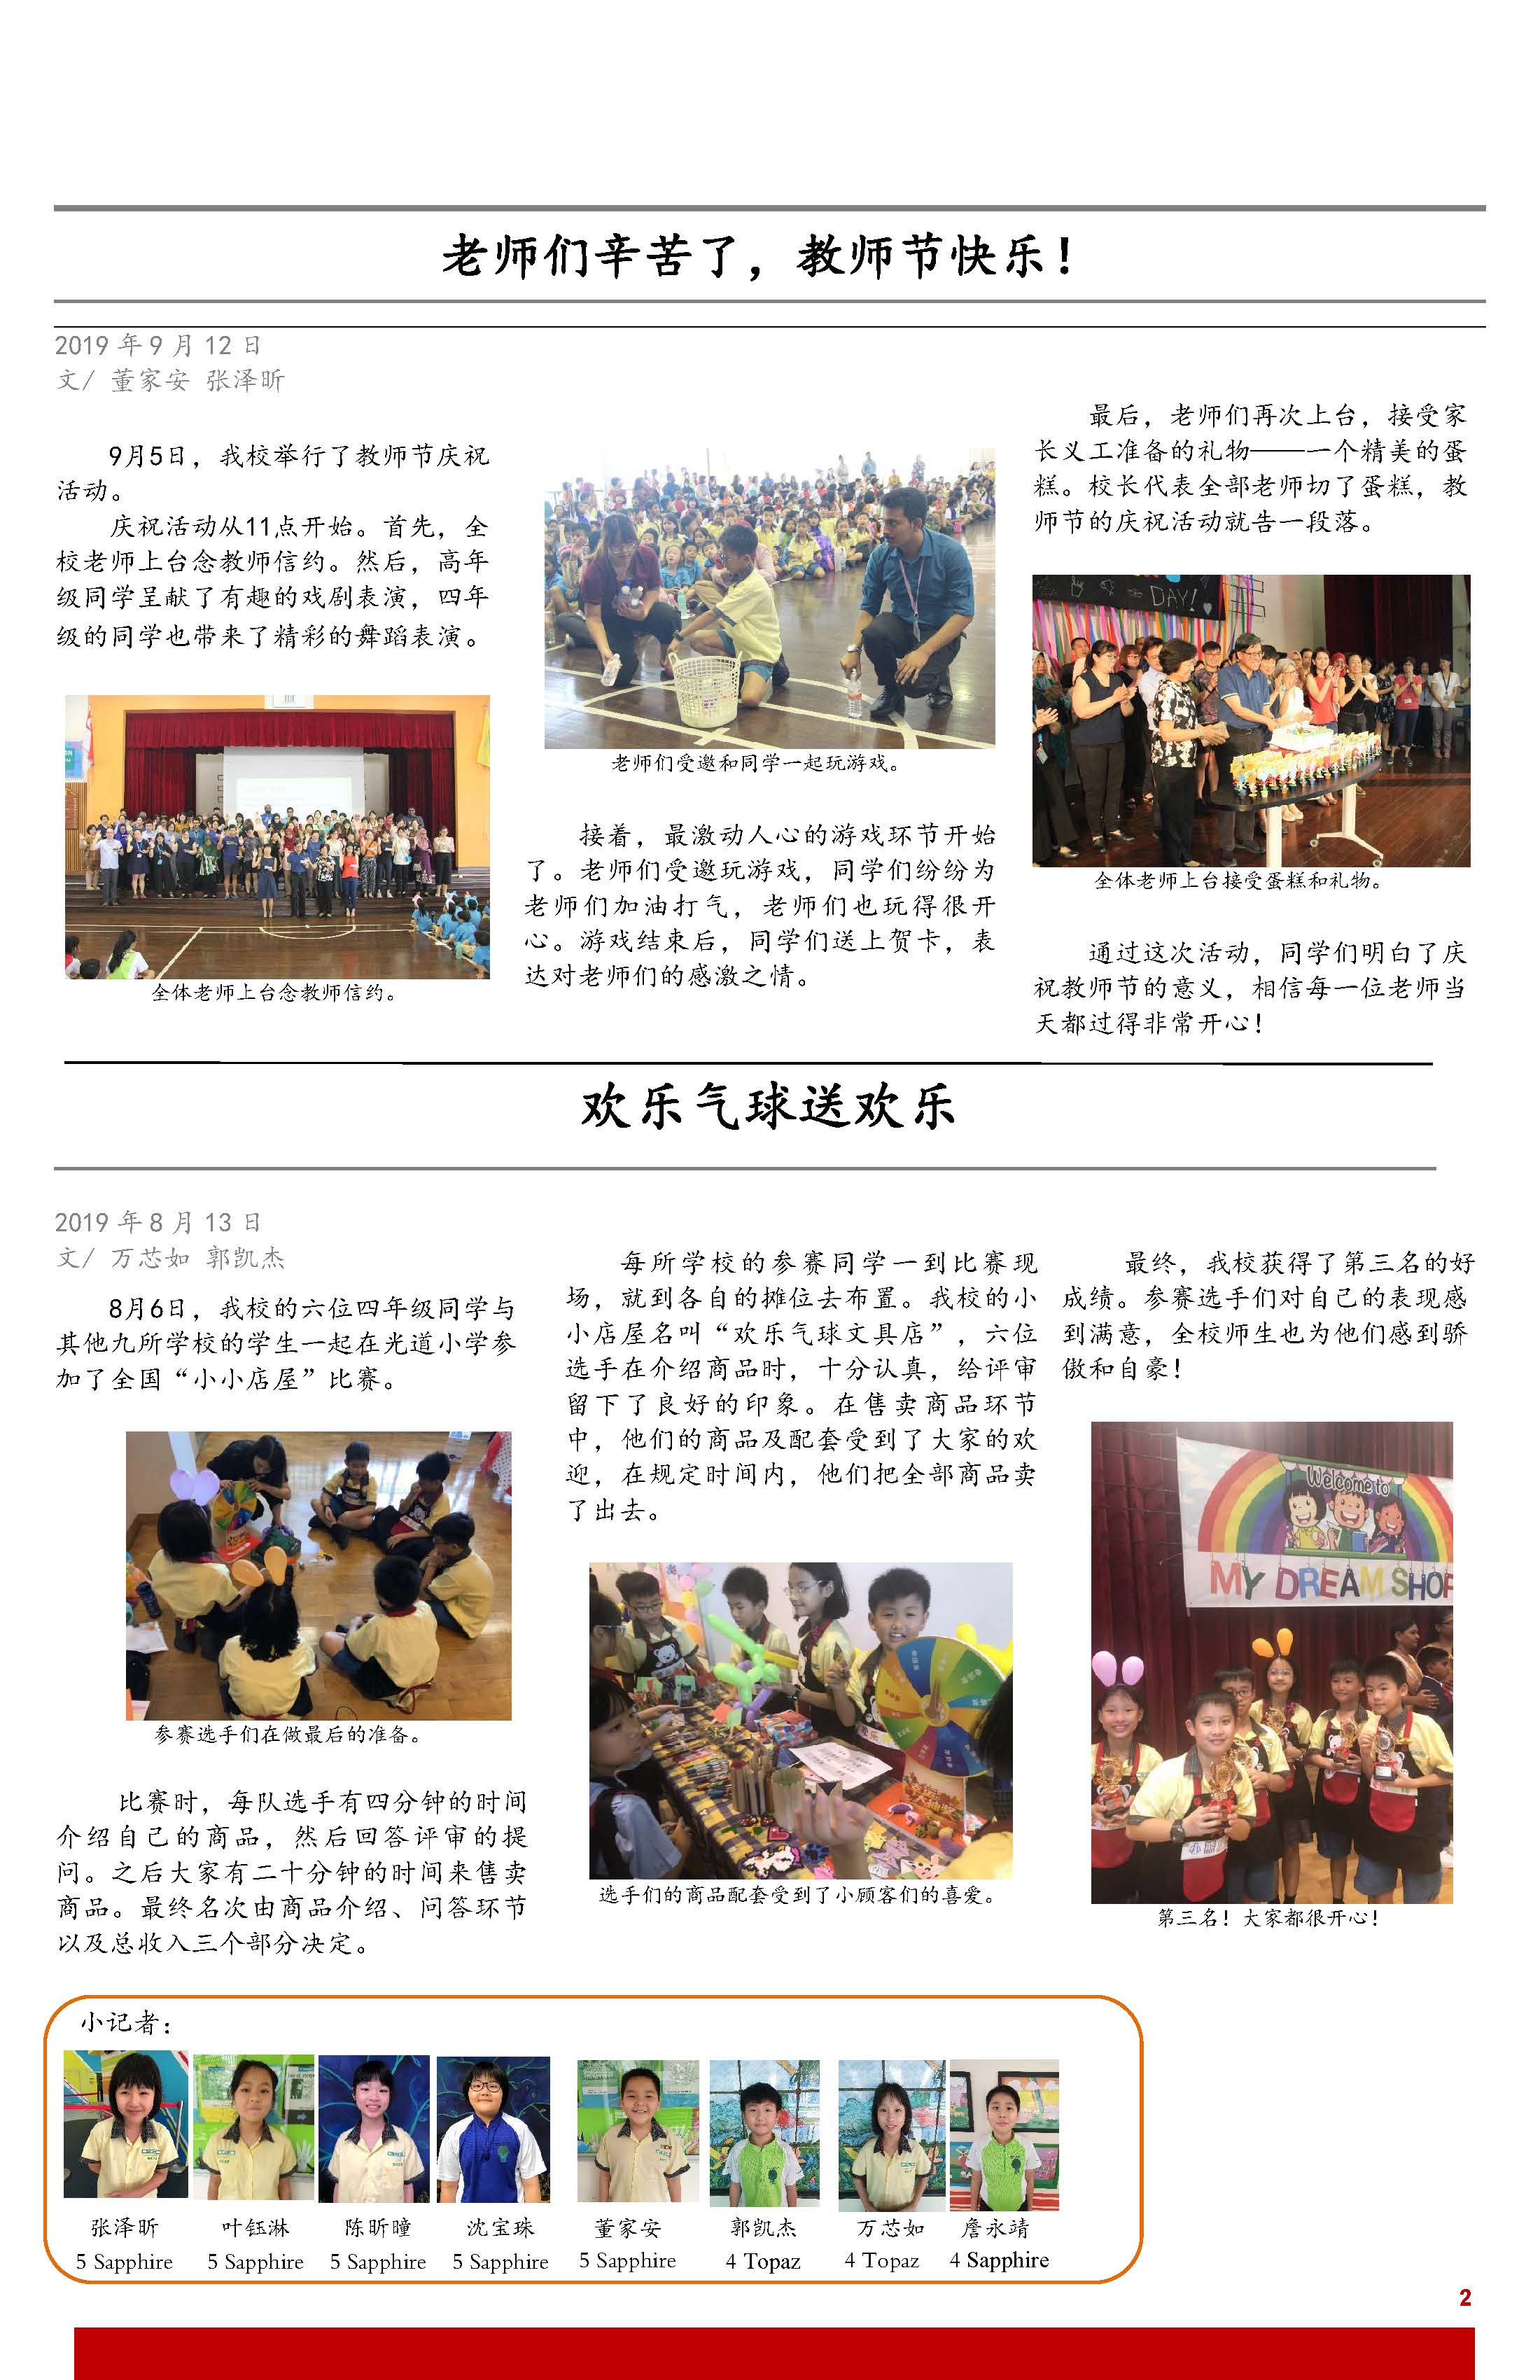 老师们辛苦了，教师节快乐！
2019 年 9 月 12 日
文/ 董家安 张泽昕
9月5日，我校举行了教师节庆祝
活动。
庆祝活动从11点开始。首先，全
校老师上台念教师信约。然后，高年
级同学呈献了有趣的戏剧表演，四年
级的同学也带来了精彩的舞蹈表演。
全体老师上台念教师信约。
老师们受邀和同学一起玩游戏。
接着，最激动人心的游戏环节开始
了。老师们受邀玩游戏，同学们纷纷为
老师们加油打气，老师们也玩得很开
心。游戏结束后，同学们送上贺卡，表
达对老师们的感激之情。
最后，老师们再次上台，接受家
长义工准备的礼物——一个精美的蛋
糕。校长代表全部老师切了蛋糕，教
师节的庆祝活动就告一段落。
DAY!
全体老师上台接受蛋糕和礼物。
通过这次活动，同学们明白了庆
祝教师节的意义，相信每一位老师当
天都过得非常开心！
欢乐气球送欢乐
2019 年 8 月 13 日
文/ 万芯如 郭凯杰
8月6日，我校的六位四年级同学与
其他九所学校的学生一起在光道小学参
加了全国“小小店屋”比赛。
参赛选手们在做最后的准备。
比赛时，每队选手有四分钟的时间
介绍自己的商品，然后回答评审的提
问。之后大家有二十分钟的时间来售卖
商品。最终名次由商品介绍、问答环节
以及总收入三个部分决定。
每所学校的参赛同学一到比赛现
场，就到各自的摊位去布置。我校的小
小店屋名叫“欢乐气球文具店”，六位
选手在介绍商品时，十分认真，给评审
留下了良好的印象。在售卖商品环节
中，他们的商品及配套受到了大家的欢
迎，在规定时间内，他们把全部商品卖
了出去。
选手们的商品配套受到了小顾客们的喜爱。
最终，我校获得了第三名的好
成绩。参赛选手们对自己的表现感
到满意，全校师生也为他们感到骄
傲和自豪！
Welcome to
MY DREAM SHOP
第三名！大家都很开心！
小记者：
张泽昕 叶钰淋 陈昕曈 沈宝珠 董家安 郭凯杰 万芯如 詹永靖
5 Sapphire 5 Sapphire 5 Sapphire 5 Sapphire 5 Sapphire 4 Topaz 4 Topaz 4 Sapphire
2